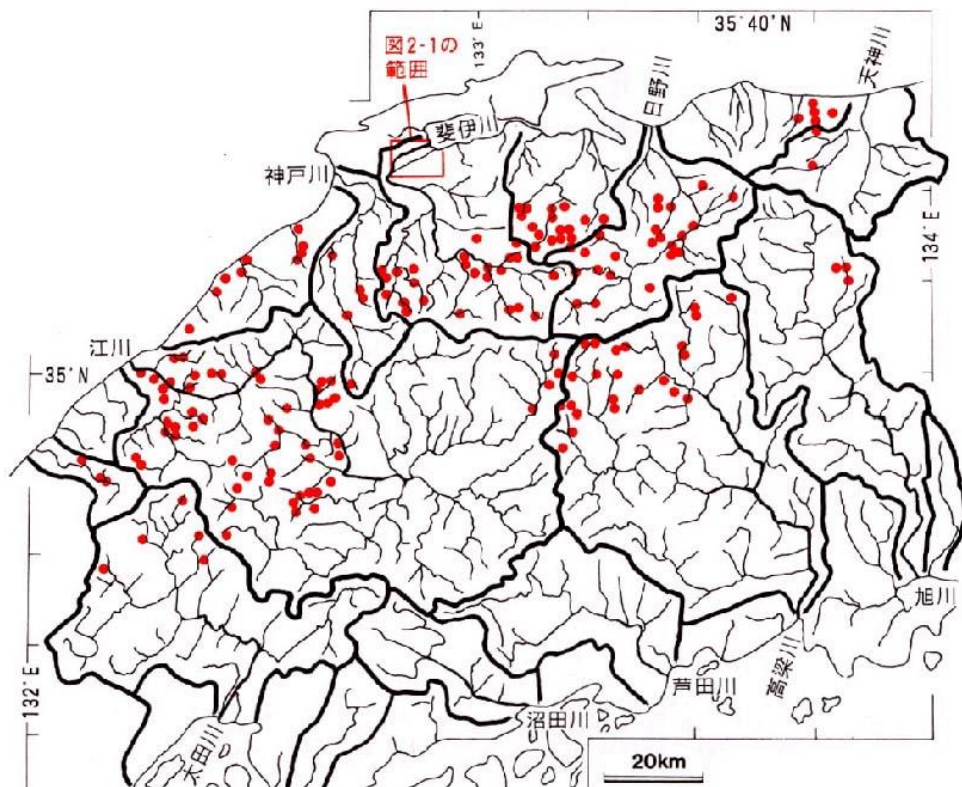 35°40′N
133°E
図2-1の
範囲
天神川
日野川
斐伊川
神戸川
134°E
江川
35°N
旭川
高梁川
芦田川
沼田川
太田川
132°E
20km